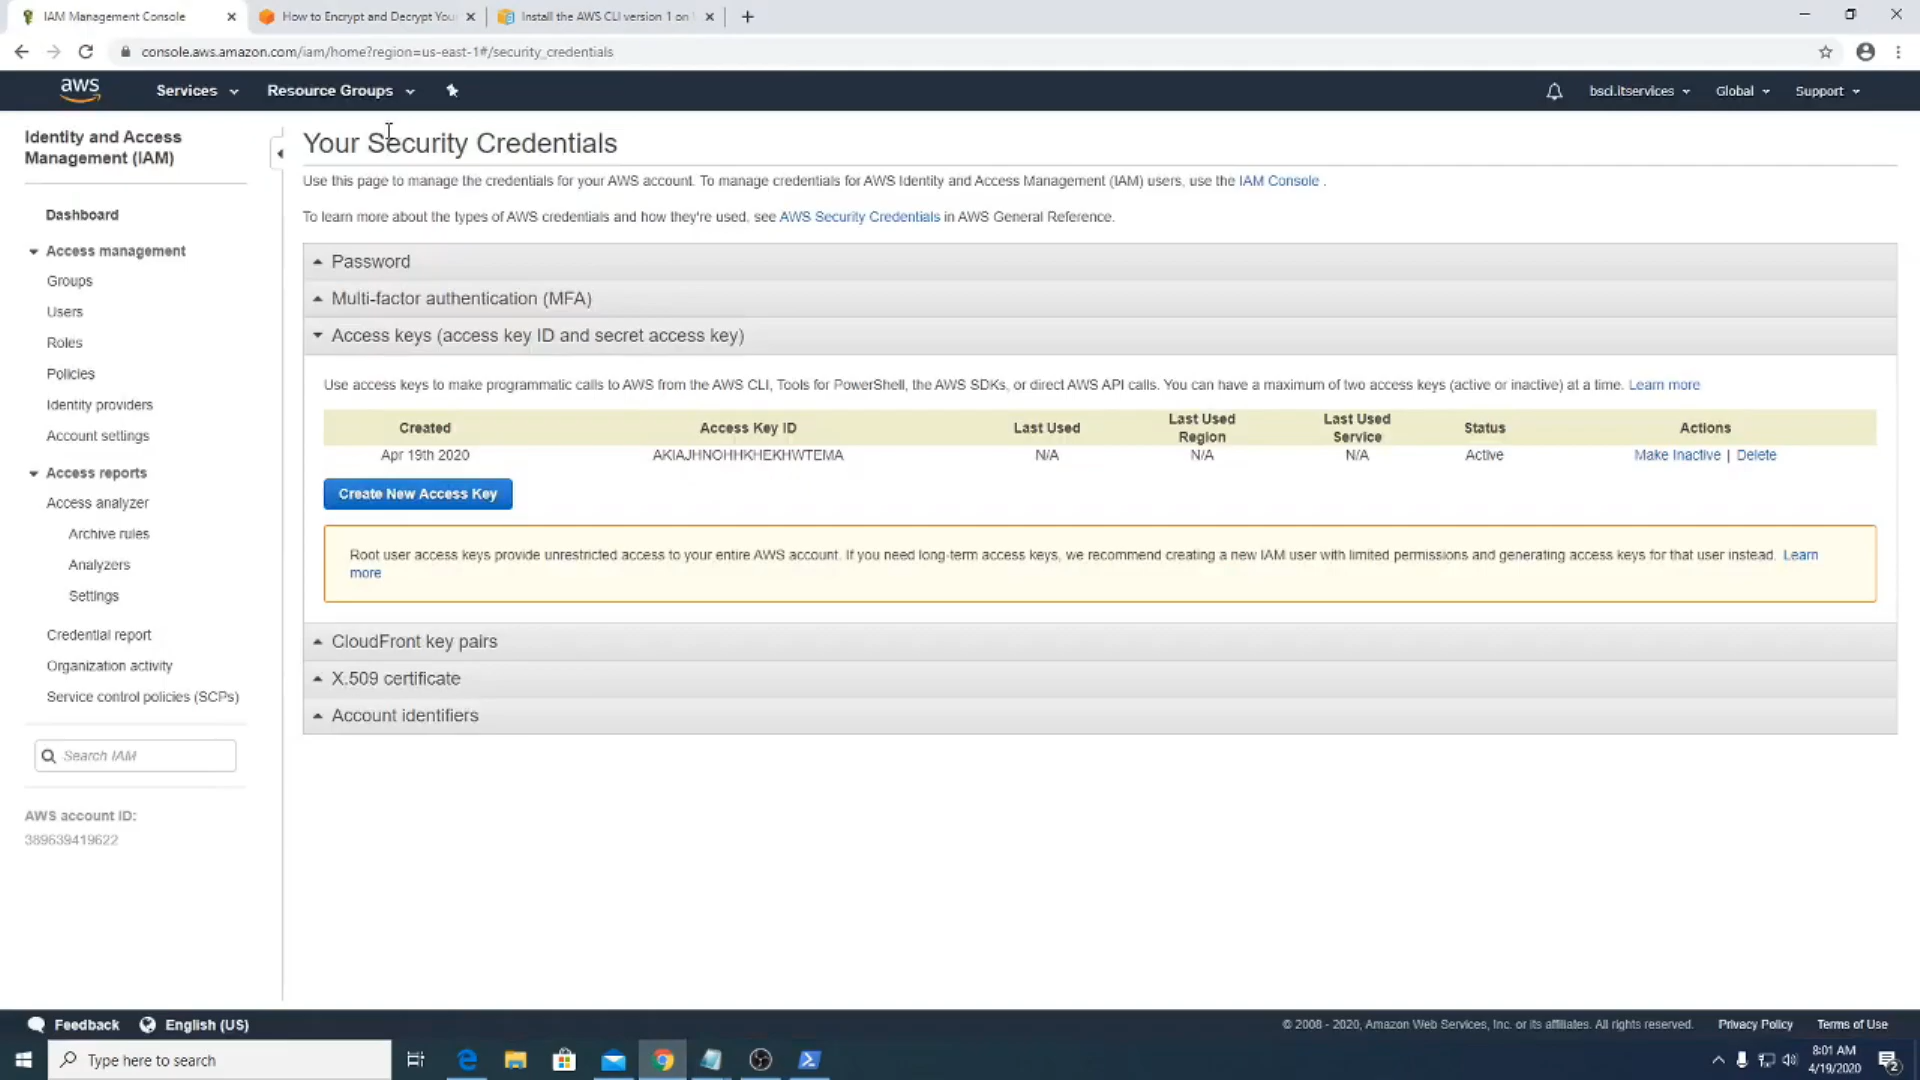 IAM Management Console
How to Encrypt and Decrypt You
Install the AWS CLI version 1 on
console.aws.amazon.com/iam/home?region=us-east-1#/security_credentials
aws
Services
Resource Groups
bscl.itservices
Global
Support
Identity and Access
Management (IAM)
Dashboard
Access management
Groups
Users
Roles
Policies
Identity providers
Account settings
Access reports
Access analyzer
Archive rules
Analyzers
Settings
Credential report
Organization activity
Service control policies (SCPs)
Search IAM
AWS account ID:
389639419622
Your Security Credentials
Use this page to manage the credentials for your AWS account. To manage credentials for AWS Identity and Access Management (IAM) users, use the IAM Console .
To learn more about the types of AWS credentials and how they're used, see AWS Security Credentials in AWS General Reference.
Password
Multi-factor authentication (MFA)
Access keys (access key ID and secret access key)
Use access keys to make programmatic calls to AWS from the AWS CLI, Tools for PowerShell, the AWS SDKs, or direct AWS API calls. You can have a maximum of two access keys (active or inactive) at a time. Learn more
Created Access Key ID Last Used Last Used Region Last Used Service Status Actions
Apr 19th 2020 AKIAJHNOHHKHEKHWTEMA N/A N/A N/A Active Make Inactive | Delete
Create New Access Key
Root user access keys provide unrestricted access to your entire AWS account. If you need long-term access keys, we recommend creating a new IAM user with limited permissions and generating access keys for that user instead. Learn
more
CloudFront key pairs
X.509 certificate
Account identifiers
Feedback
English (US)
© 2008 - 2020, Amazon Web Services, Inc. or its affiliates. All rights reserved.
Privacy Policy
Terms of Use
Type here to search
8:01 AM
4/19/2020
2